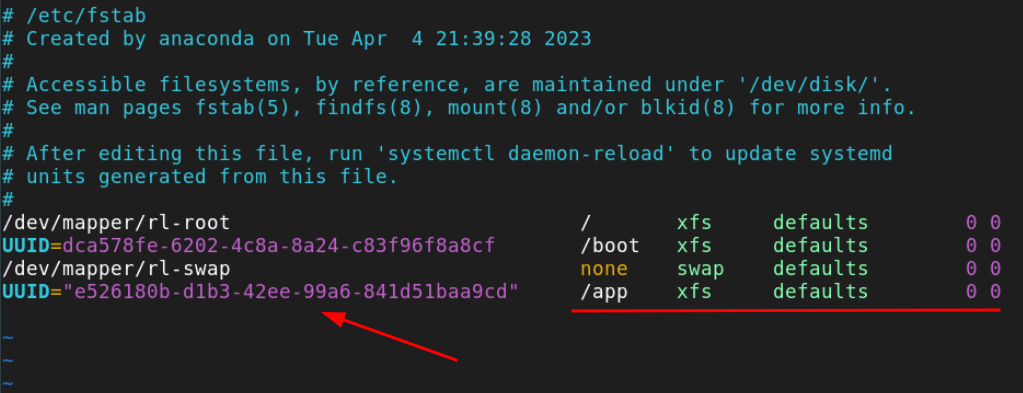 # /etc/fstab
# Created by anaconda on Tue Apr  4 21:39:28 2023
#
# Accessible filesystems, by reference, are maintained under '/dev/disk/'.
# See man pages fstab(5), findfs(8), mount(8) and/or blkid(8) for more info.
#
# After editing this file, run 'systemctl daemon-reload' to update systemd
# units generated from this file.
#
/dev/mapper/rl-root                             /       xfs     defaults        0 0
UUID=dca578fe-6202-4c8a-8a24-c83f96f8a8cf       /boot   xfs     defaults        0 0
/dev/mapper/rl-swap                             none    swap    defaults        0 0
UUID="e526180b-d1b3-42ee-99a6-841d51baa9cd"     /app    xfs     defaults        0 0
~
~
~